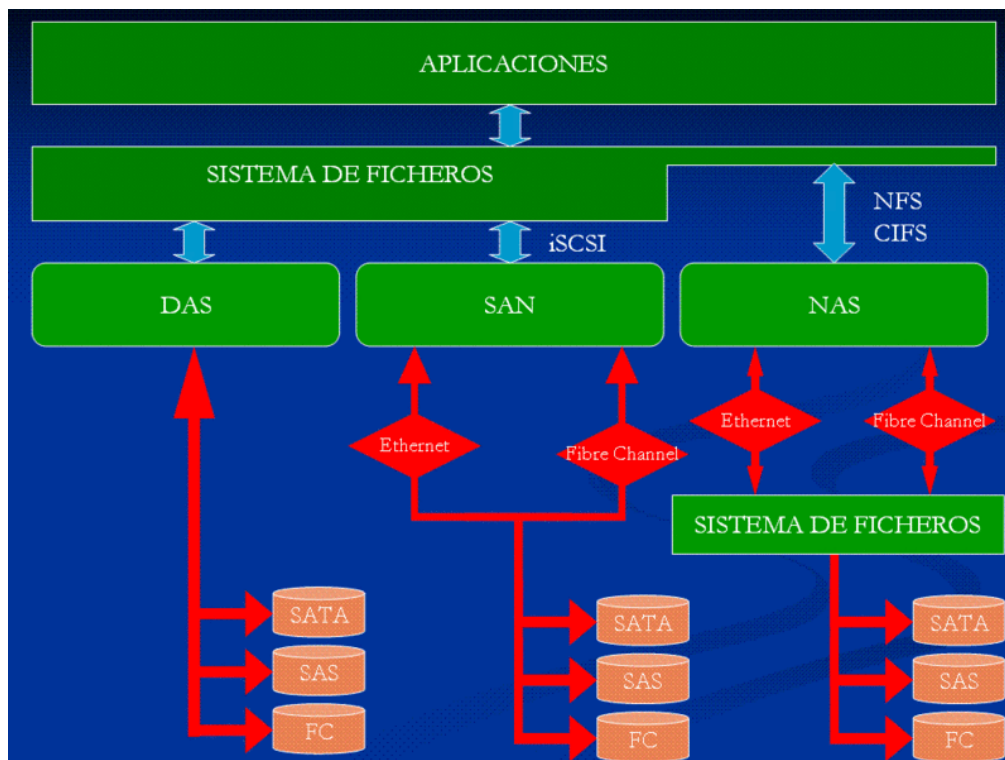 APLICACIONES
SISTEMA DE FICHEROS
NFS
CIFS
iSCSI
DAS
SAN
NAS
Ethernet
Fibre Channel
Ethernet
Fibre Channel
SISTEMA DE FICHEROS
SATA
SAS
FC
SATA
SAS
FC
SATA
SAS
FC